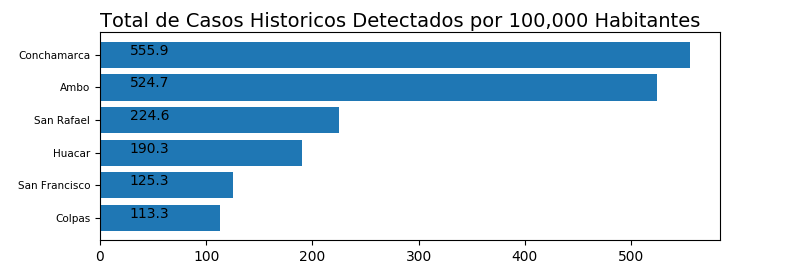 Total de Casos Historicos Detectados por 100,000 Habitantes
Conchamarca 555.9
Ambo 524.7
San Rafael 224.6
Huacar 190.3
San Francisco 125.3
Colpas 113.3
0 100 200 300 400 500